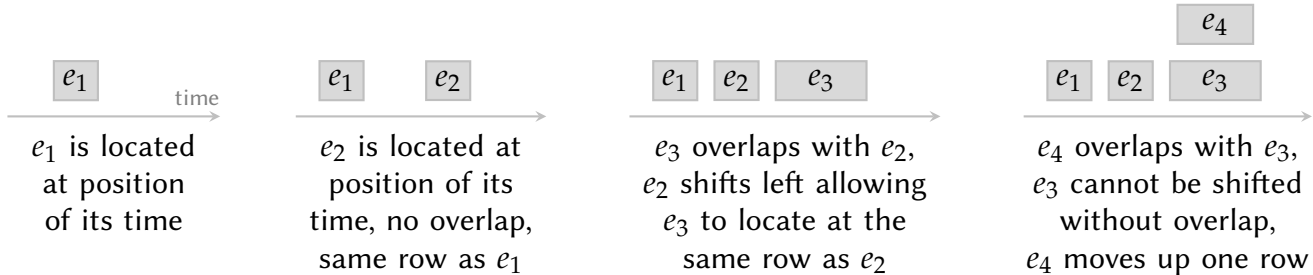 e4
e1 e1 e2 e1 e2 e3 e1 e2 e3
time
e1 is located
at position
of its time
e2 is located at
position of its
time, no overlap,
same row as e1
e3 overlaps with e2,
e2 shifts left allowing
e3 to locate at the
same row as e2
e4 overlaps with e3,
e3 cannot be shifted
without overlap,
e4 moves up one row